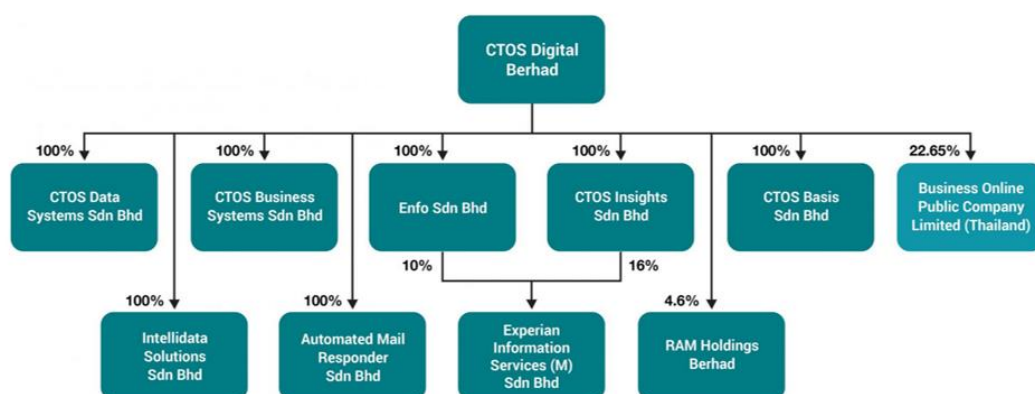 CTOS Digital
Berhad
100%
100%
100%
100%
100%
22.65%
CTOS Data
Systems Sdn Bhd
CTOS Business
Systems Sdn Bhd
Enfo Sdn Bhd
CTOS Insights
Sdn Bhd
CTOS Basis
Sdn Bhd
Business Online
Public Company
Limited (Thailand)
10%
16%
100%
100%
4.6%
Intellidata
Solutions
Sdn Bhd
Automated Mail
Responder
Sdn Bhd
Experian
Information
Services (M)
Sdn Bhd
RAM Holdings
Berhad